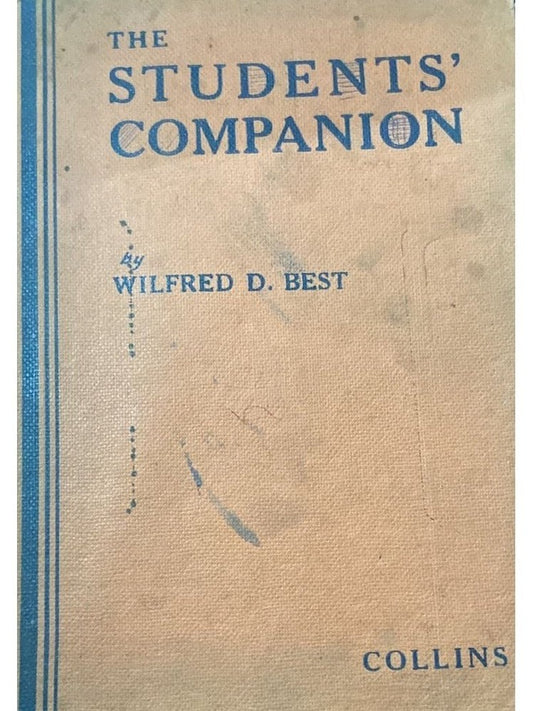 THE
STUDENTS'
COMPANION
by
WILFRED D. BEST
COLLINS